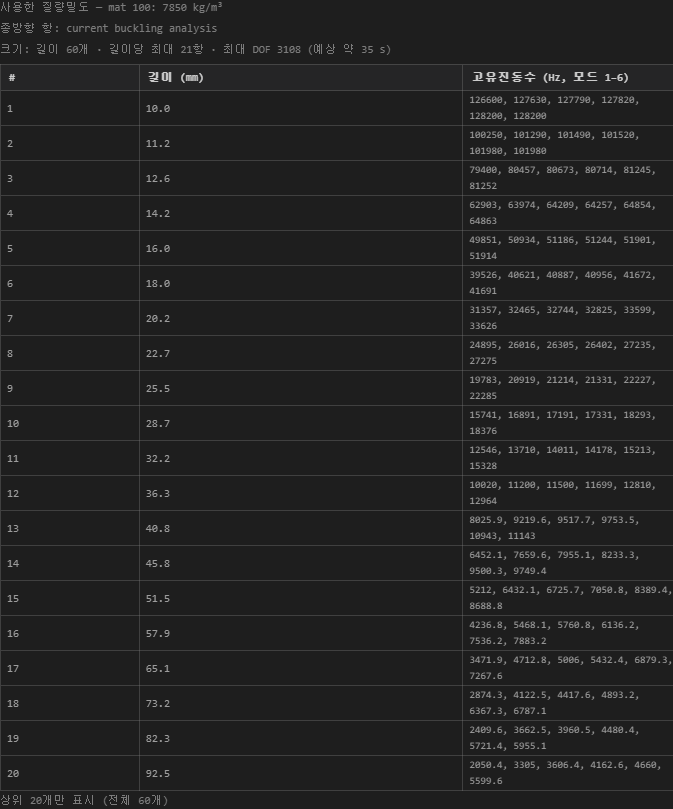 사용한 질량밀도 — mat 100: 7850 kg/m³
종방향 항: current buckling analysis
크기: 길이 60개 · 길이당 최대 21항 · 최대 DOF 3108 (예상 약 35 s)
# 길이 (mm) 고유진동수 (Hz, 모드 1–6)
1 10.0 126600, 127630, 127790, 127820,
128200, 128200
2 11.2 100250, 101290, 101490, 101520,
101980, 101980
3 12.6 79400, 80457, 80673, 80714, 81245,
81252
4 14.2 62903, 63974, 64209, 64257, 64854,
64863
5 16.0 49851, 50934, 51186, 51244, 51901,
51914
6 18.0 39526, 40621, 40887, 40956, 41672,
41691
7 20.2 31357, 32465, 32744, 32825, 33599,
33626
8 22.7 24895, 26016, 26305, 26402, 27235,
27275
9 25.5 19783, 20919, 21214, 21331, 22227,
22285
10 28.7 15741, 16891, 17191, 17331, 18293,
18376
11 32.2 12546, 13710, 14011, 14178, 15213,
15328
12 36.3 10020, 11200, 11500, 11699, 12810,
12964
13 40.8 8025.9, 9219.6, 9517.7, 9753.5,
10943, 11143
14 45.8 6452.1, 7659.6, 7955.1, 8233.3,
9500.3, 9749.4
15 51.5 5212, 6432.1, 6725.7, 7050.8, 8389.4,
8688.8
16 57.9 4236.8, 5468.1, 5760.8, 6136.2,
7536.2, 7883.2
17 65.1 3471.9, 4712.8, 5006, 5432.4, 6879.3,
7267.6
18 73.2 2874.3, 4122.5, 4417.6, 4893.2,
6367.3, 6787.1
19 82.3 2409.6, 3662.5, 3960.5, 4480.4,
5721.4, 5955.1
20 92.5 2050.4, 3305, 3606.4, 4162.6, 4660,
5599.6
상위 20개만 표시 (전체 60개)